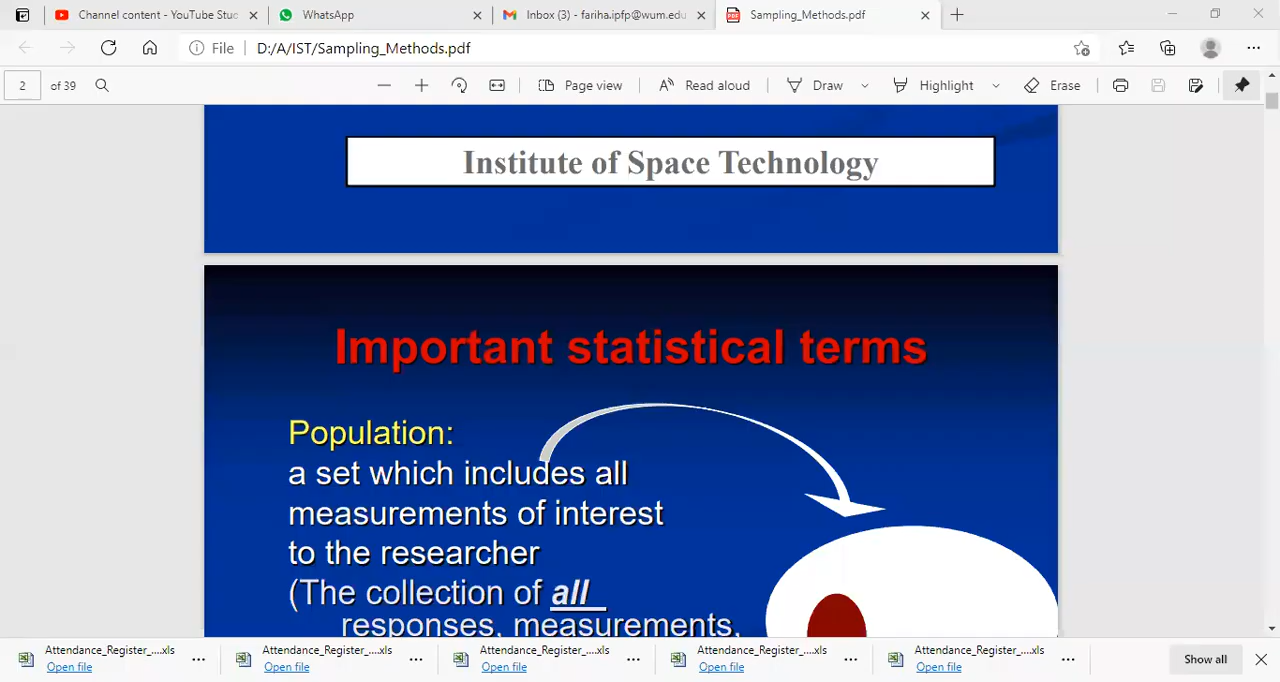 Channel content - YouTube Stu
WhatsApp
Inbox (3) - fariha.ipfp@wum.edu
Sampling_Methods.pdf
File
D:/A/IST/Sampling_Methods.pdf
2
of 39
Page view
Read aloud
Draw
Highlight
Erase
Institute of Space Technology
Important statistical terms
Population:
a set which includes all
measurements of interest
to the researcher
(The collection of all
responses, measurements,
Attendance_Register_....xls
Open file
Attendance_Register_....xls
Open file
Attendance_Register_....xls
Open file
Attendance_Register_....xls
Open file
Attendance_Register_....xls
Open file
Show all